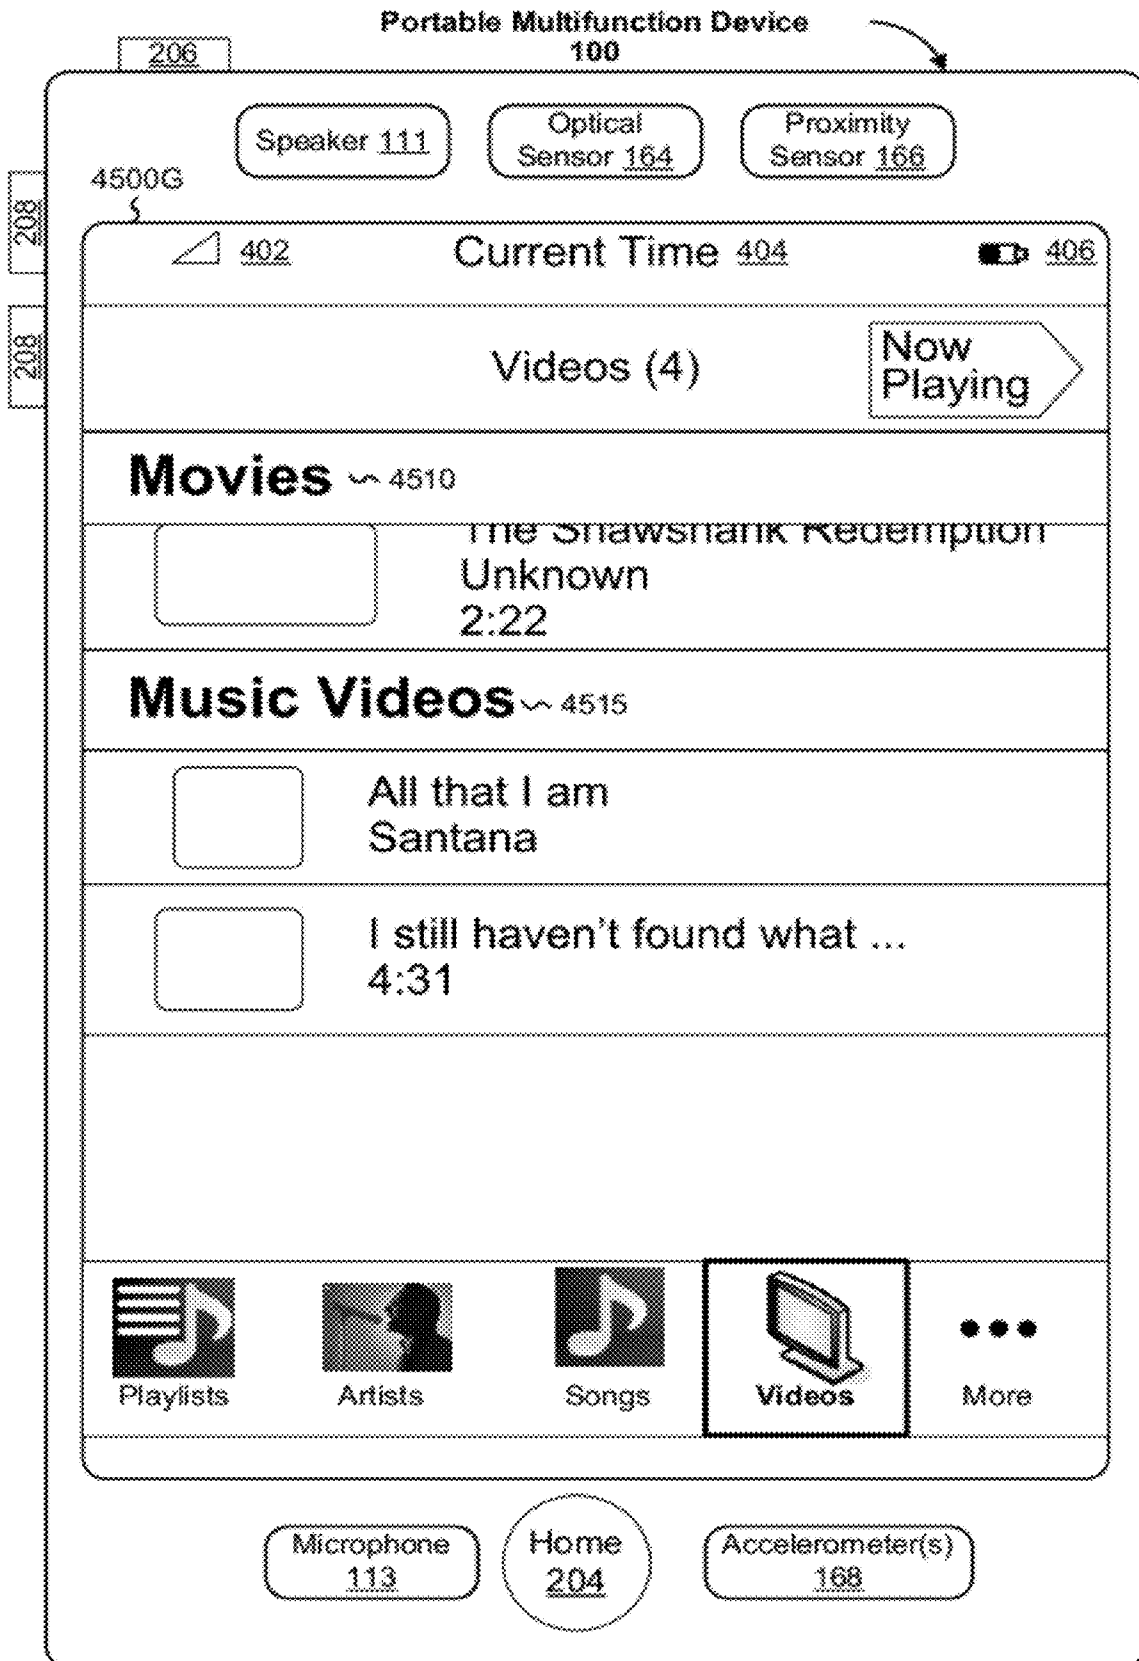 Portable Multifunction Device
100
206
Speaker 111
Optical
Sensor 164
Proximity
Sensor 166
4500G
208
208
402
Current Time 404
406
Videos (4)
Now
Playing
Movies 4510
The Shawshank Redemption
Unknown
2:22
Music Videos 4515
All that I am
Santana
I still haven't found what ...
4:31
Playlists
Artists
Songs
Videos
More
Microphone
113
Home
204
Accelerometer(s)
168